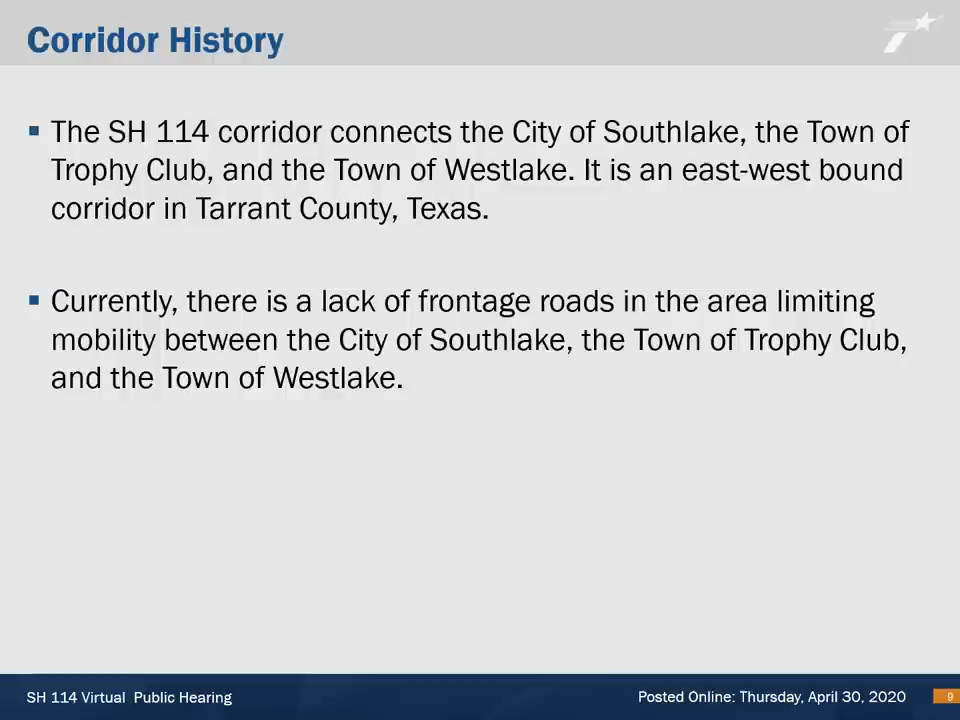 Corridor History
▪ The SH 114 corridor connects the City of Southlake, the Town of
Trophy Club, and the Town of Westlake. It is an east-west bound
corridor in Tarrant County, Texas.
▪ Currently, there is a lack of frontage roads in the area limiting
mobility between the City of Southlake, the Town of Trophy Club,
and the Town of Westlake.
SH 114 Virtual  Public Hearing
Posted Online: Thursday, April 30, 2020
9